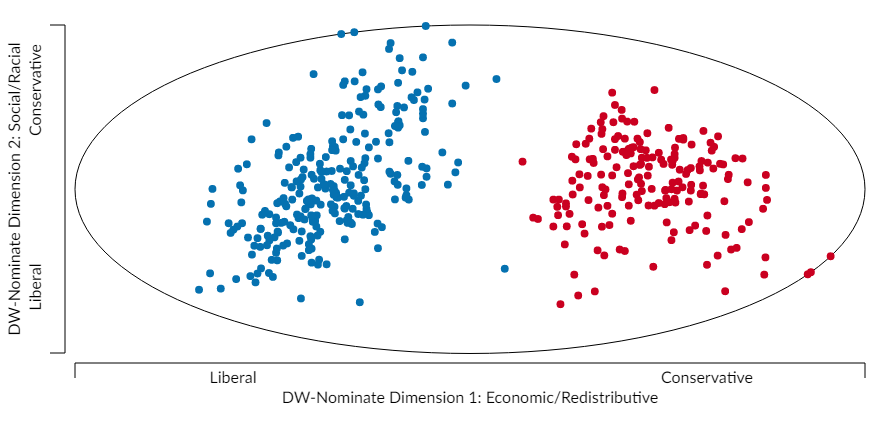 DW-Nominate Dimension 2: Social/Racial
Conservative
Liberal
Liberal
Conservative
DW-Nominate Dimension 1: Economic/Redistributive